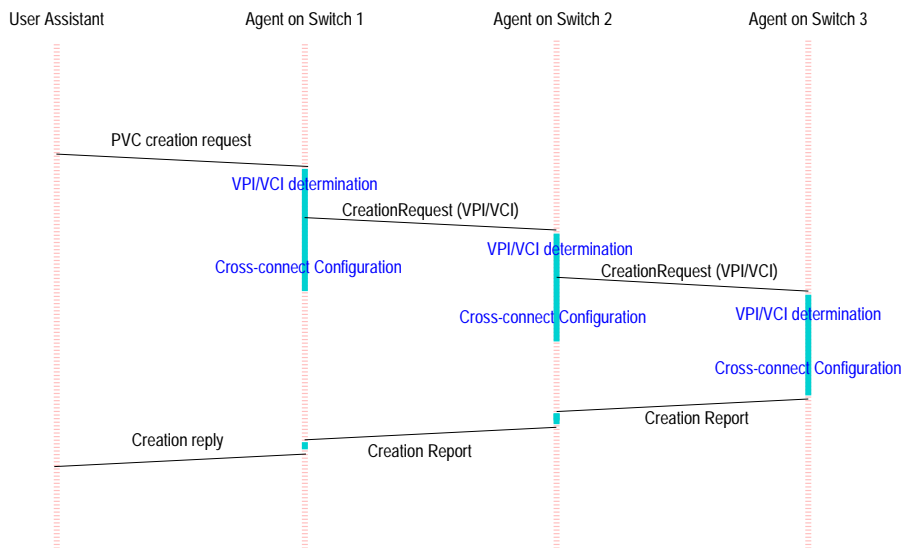 User Assistant
Agent on Switch 1
Agent on Switch 2
Agent on Switch 3
PVC creation request
VPI/VCI determination
CreationRequest (VPI/VCI)
VPI/VCI determination
Cross-connect Configuration
CreationRequest (VPI/VCI)
Cross-connect Configuration
VPI/VCI determination
Cross-connect Configuration
Creation Report
Creation reply
Creation Report